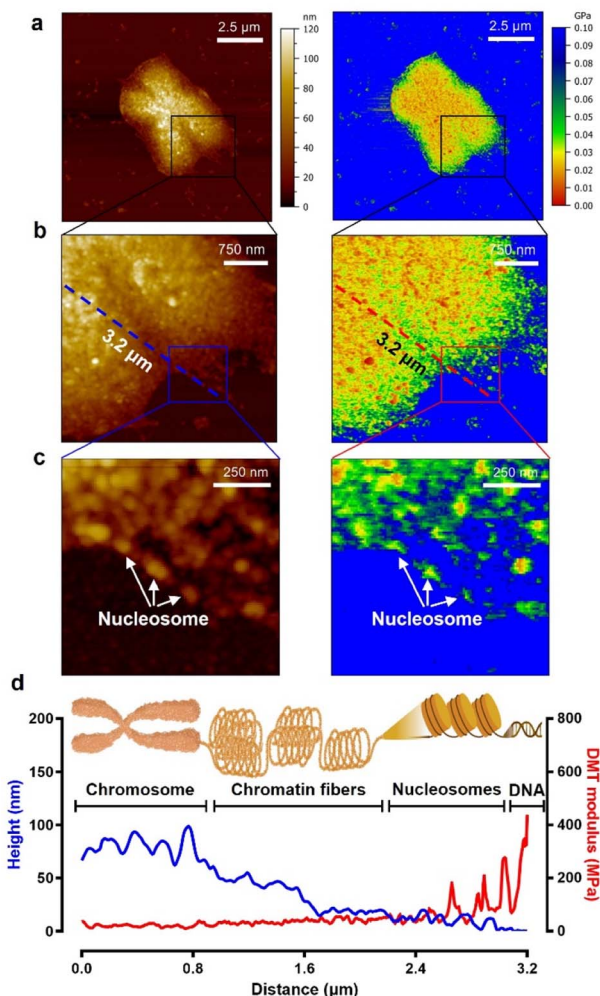 a
2.5 µm
nm
120
100
80
60
40
20
0
2.5 µm
GPa
0.10
0.09
0.08
0.07
0.06
0.05
0.04
0.03
0.02
0.01
0.00
b
750 nm
3.2 µm
750 nm
3.2 µm
c
250 nm
Nucleosome
250 nm
Nucleosome
d
Chromosome Chromatin fibers Nucleosomes DNA
Height (nm)
200
150
100
50
0
DMT modulus (MPa)
800
600
400
200
0
0.0 0.8 1.6 2.4 3.2
Distance (µm)